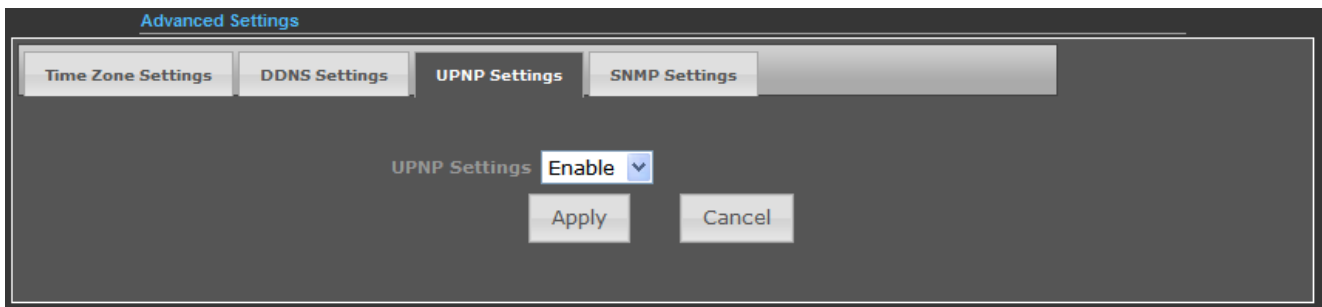 Advanced Settings
Time Zone Settings DDNS Settings UPNP Settings SNMP Settings
UPNP Settings Enable
Apply Cancel